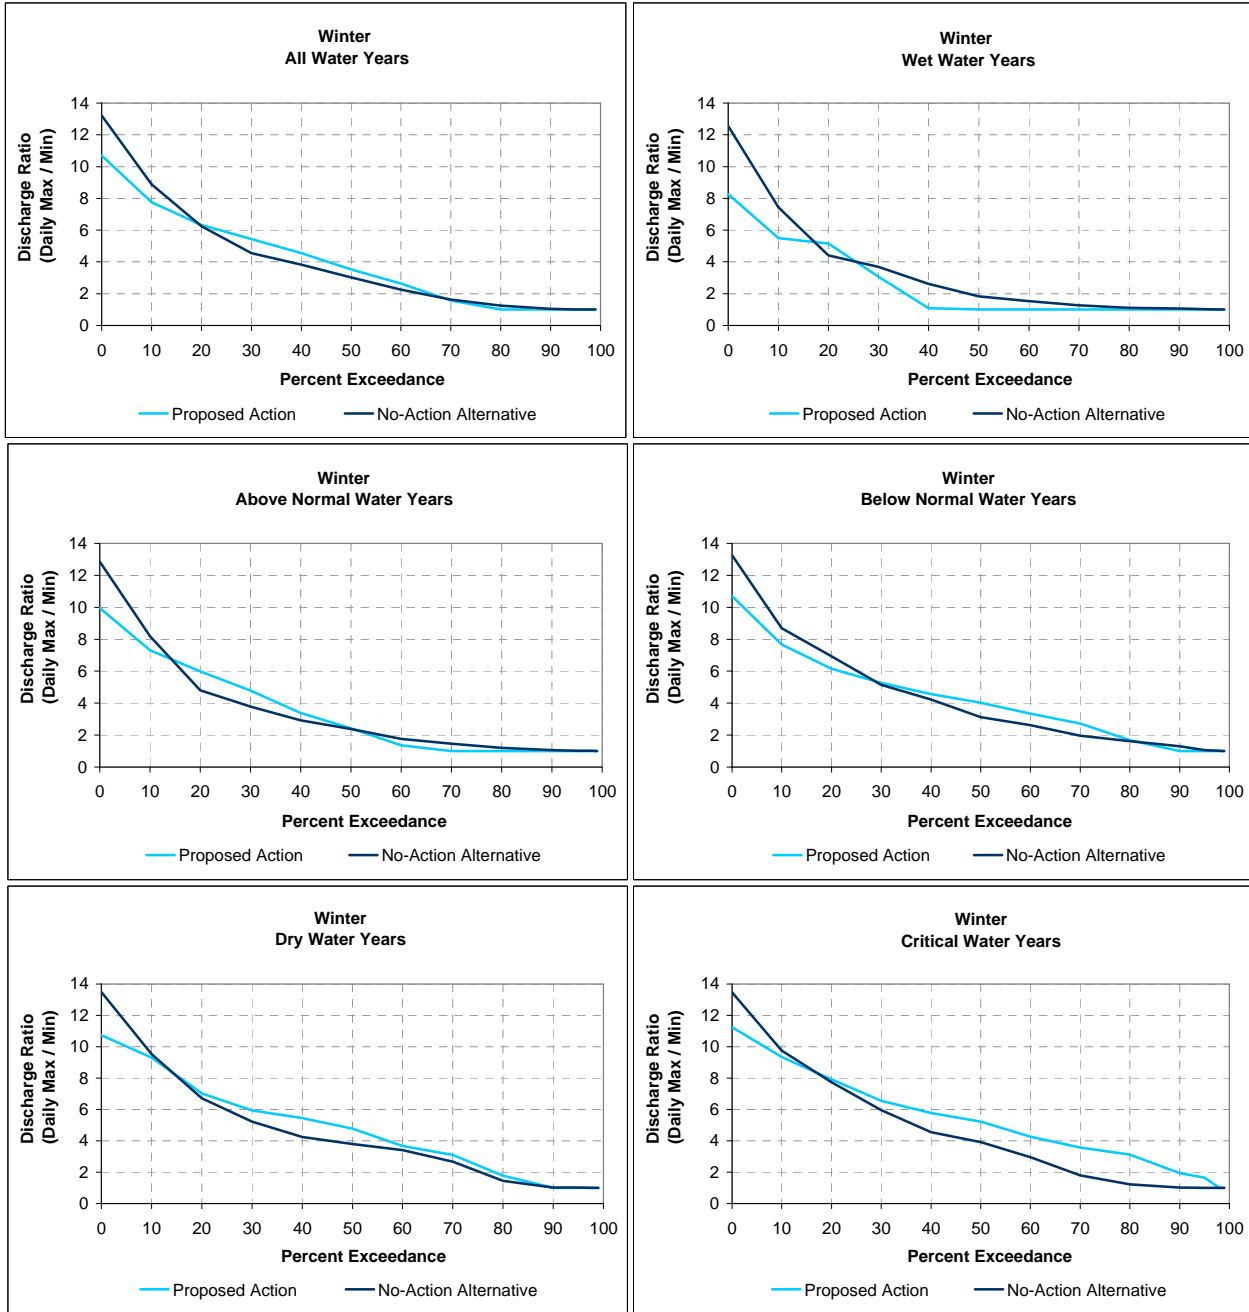 Winter
All Water Years
Discharge Ratio
(Daily Max / Min)
14
12
10
8
6
4
2
0
0 10 20 30 40 50 60 70 80 90 100
Percent Exceedance
Proposed Action No-Action Alternative
Winter
Wet Water Years
Discharge Ratio
(Daily Max / Min)
14
12
10
8
6
4
2
0
0 10 20 30 40 50 60 70 80 90 100
Percent Exceedance
Proposed Action No-Action Alternative
Winter
Above Normal Water Years
Discharge Ratio
(Daily Max / Min)
14
12
10
8
6
4
2
0
0 10 20 30 40 50 60 70 80 90 100
Percent Exceedance
Proposed Action No-Action Alternative
Winter
Below Normal Water Years
Discharge Ratio
(Daily Max / Min)
14
12
10
8
6
4
2
0
0 10 20 30 40 50 60 70 80 90 100
Percent Exceedance
Proposed Action No-Action Alternative
Winter
Dry Water Years
Discharge Ratio
(Daily Max / Min)
14
12
10
8
6
4
2
0
0 10 20 30 40 50 60 70 80 90 100
Percent Exceedance
Proposed Action No-Action Alternative
Winter
Critical Water Years
Discharge Ratio
(Daily Max / Min)
14
12
10
8
6
4
2
0
0 10 20 30 40 50 60 70 80 90 100
Percent Exceedance
Proposed Action No-Action Alternative